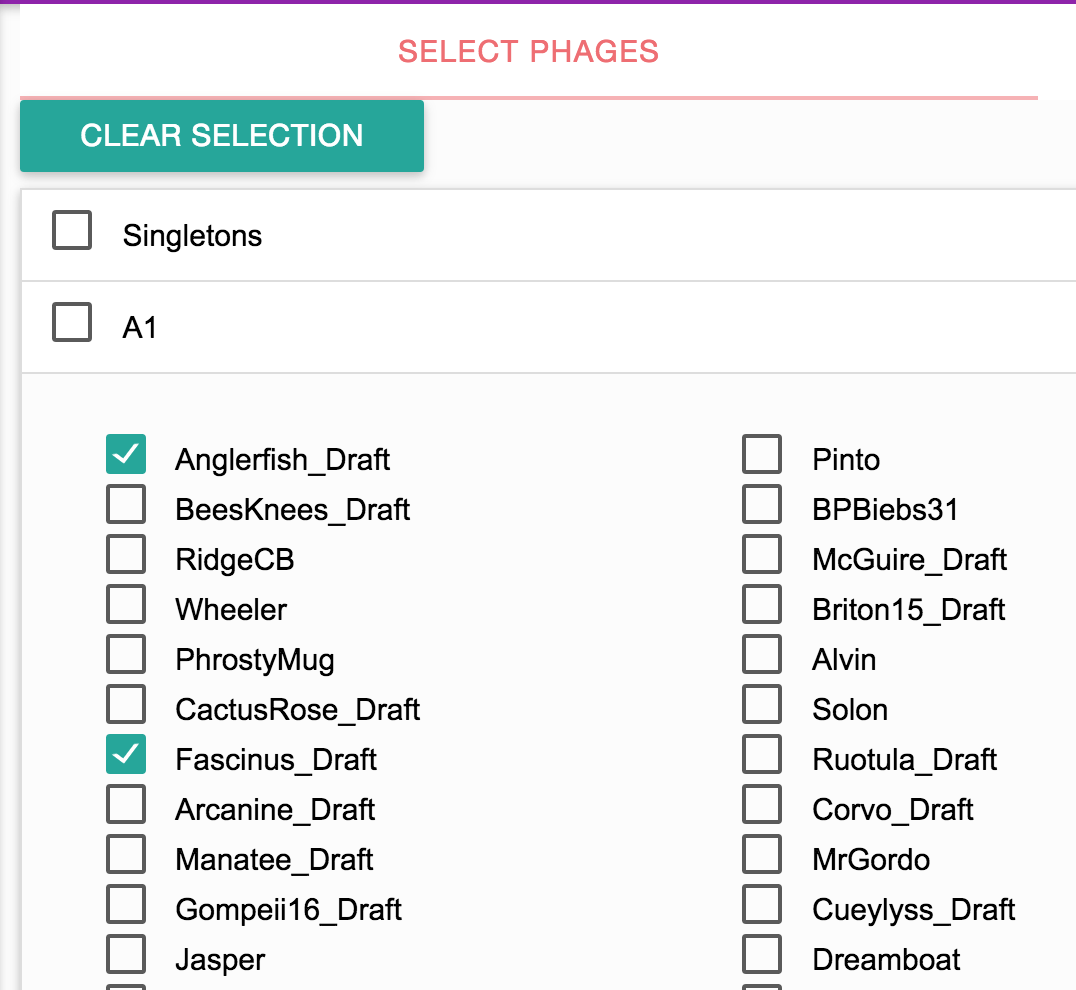 SELECT PHAGES
CLEAR SELECTION
Singletons
A1
Anglerfish_Draft
BeesKnees_Draft
RidgeCB
Wheeler
PhrostyMug
CactusRose_Draft
Fascinus_Draft
Arcanine_Draft
Manatee_Draft
Gompeii16_Draft
Jasper
Pinto
BPBiebs31
McGuire_Draft
Briton15_Draft
Alvin
Solon
Ruotula_Draft
Corvo_Draft
MrGordo
Cueylyss_Draft
Dreamboat